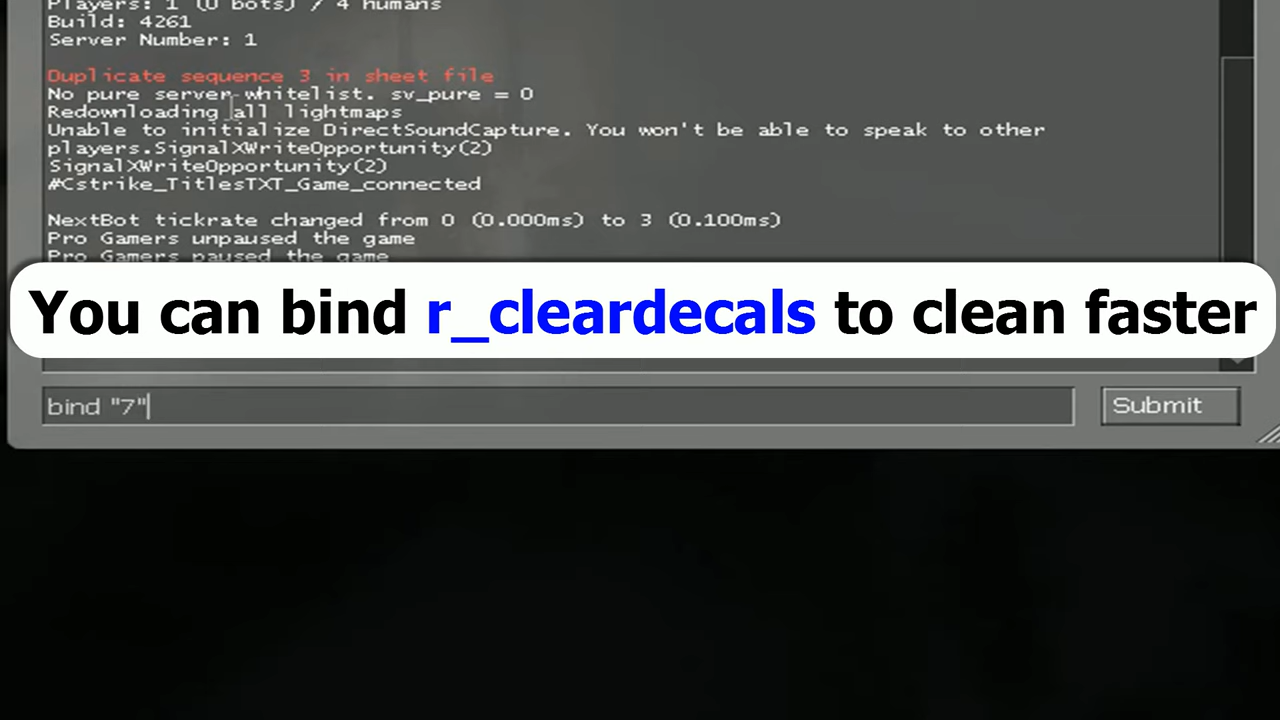 Players: 1 (0 bots) / 4 humans
Build: 4261
Server Number: 1
Duplicate sequence 3 in sheet file
No pure server whitelist. sv_pure = 0
Redownloading all lightmaps
Unable to initialize DirectSoundCapture. You won't be able to speak to other
players.SignalXWriteOpportunity(2)
SignalXWriteOpportunity(2)
#Cstrike_TitlesTXT_Game_connected
NextBot tickrate changed from 0 (0.000ms) to 3 (0.100ms)
Pro Gamers unpaused the game
Pro Gamers paused the game
You can bind r_cleardecals to clean faster
bind "7"
Submit